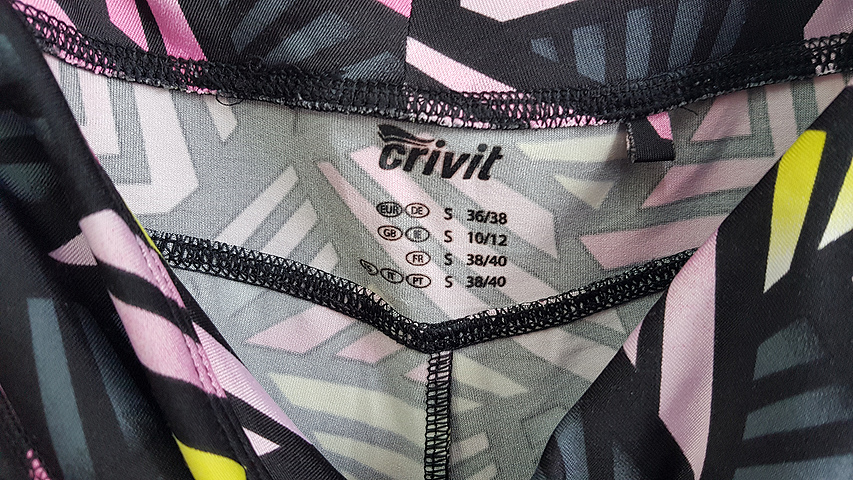 crivit
EUR DE S 36/38
GB IE S 10/12
FR S 38/40
ES IT PT S 38/40